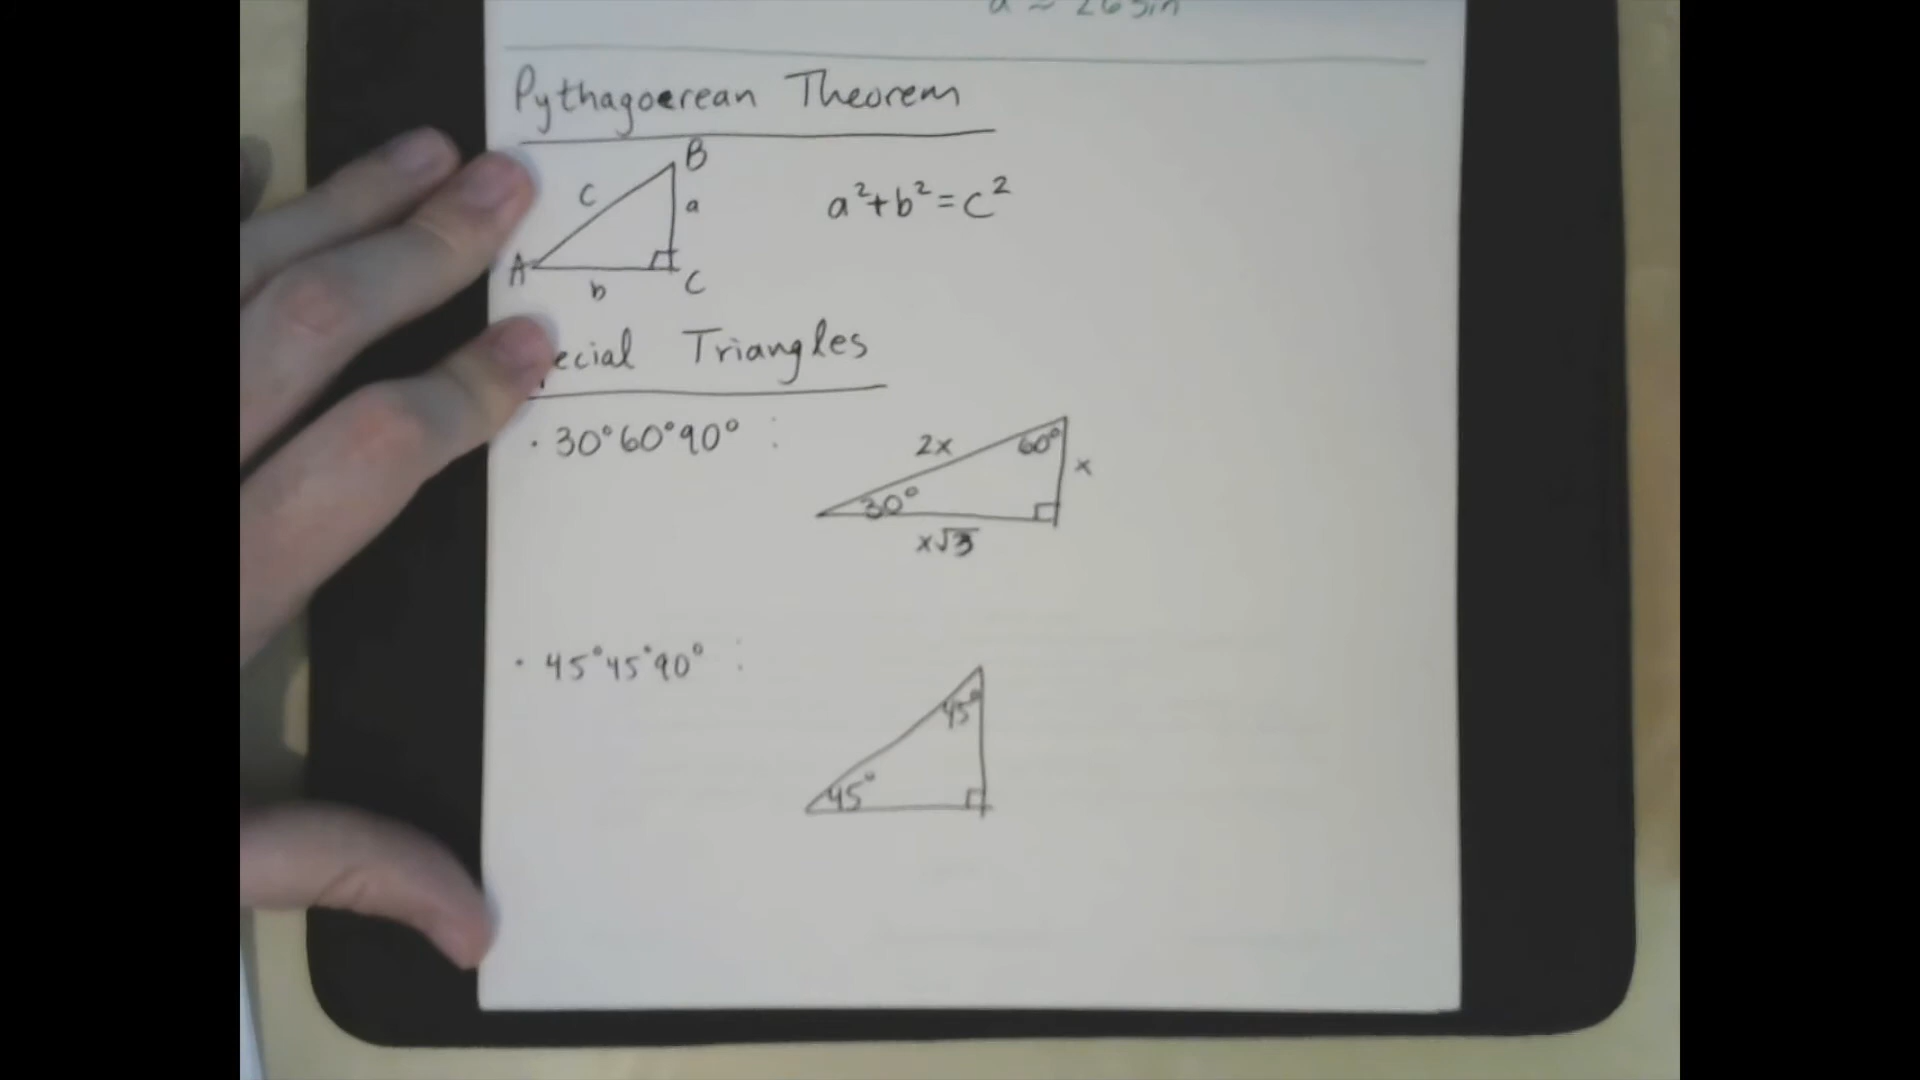 Pythagoerean Theorem
B
c
a
a²+b²=c²
A
b
C
ecial Triangles
· 30°60°90° :
2x
60°
x
30°
x√3
· 45°45°90° :
45°
45°